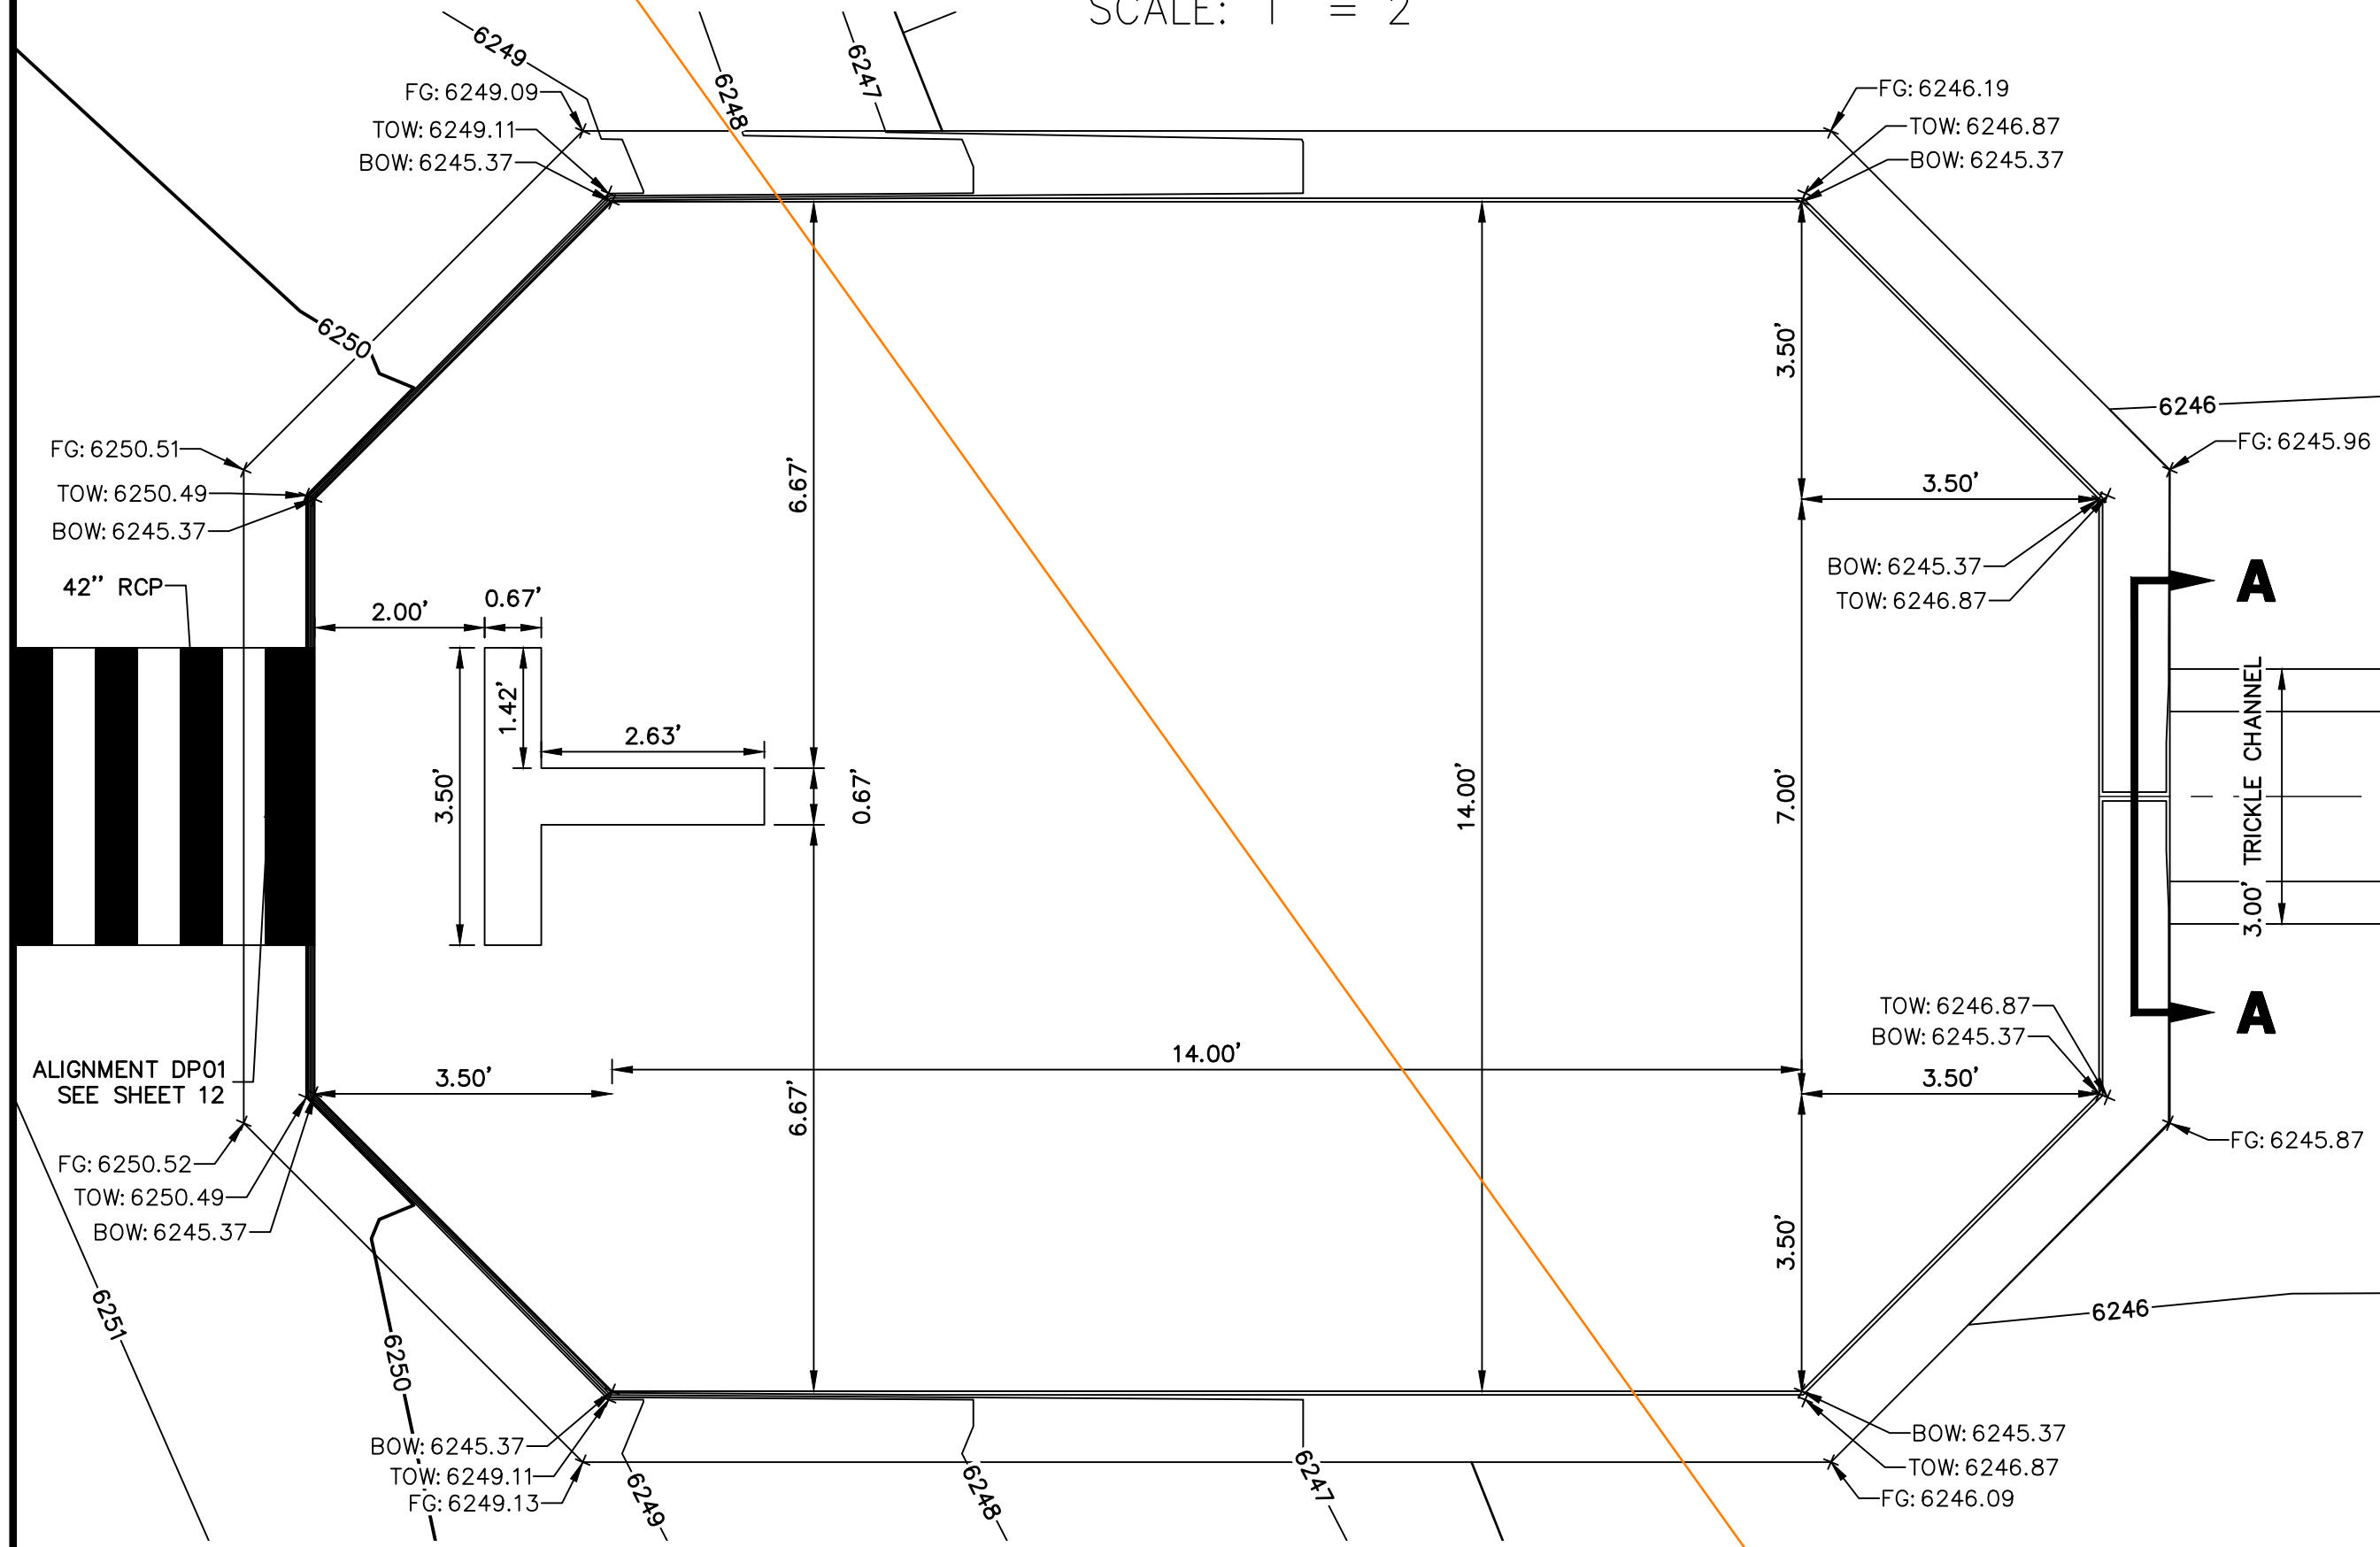 SCALE: 1" = 2'
6249
6248
6247
FG: 6249.09
TOW: 6249.11
BOW: 6245.37
FG: 6246.19
TOW: 6246.87
BOW: 6245.37
6250
6246
FG: 6245.96
FG: 6250.51
TOW: 6250.49
BOW: 6245.37
42" RCP
6.67'
3.50'
3.50'
BOW: 6245.37
TOW: 6246.87
A
2.00'
0.67'
1.42'
3.50'
2.63'
0.67'
14.00'
7.00'
3.00' TRICKLE CHANNEL
TOW: 6246.87
BOW: 6245.37
A
ALIGNMENT DP01
SEE SHEET 12
3.50'
14.00'
3.50'
6.67'
3.50'
FG: 6250.52
TOW: 6250.49
BOW: 6245.37
FG: 6245.87
6251
6250
6246
BOW: 6245.37
TOW: 6249.11
FG: 6249.13
6249
6248
6247
BOW: 6245.37
TOW: 6246.87
FG: 6246.09